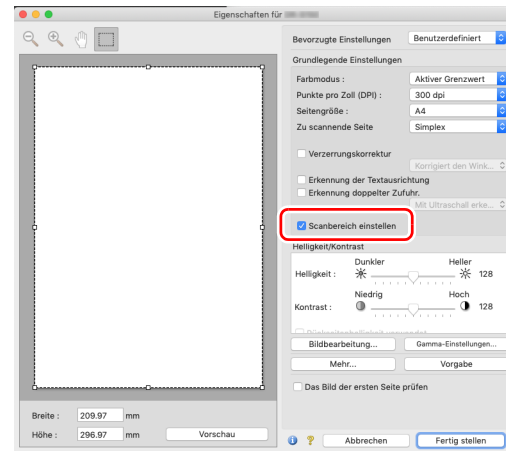 Eigenschaften für
Bevorzugte Einstellungen Benutzerdefiniert
Grundlegende Einstellungen
Farbmodus : Aktiver Grenzwert
Punkte pro Zoll (DPI) : 300 dpi
Seitengröße : A4
Zu scannende Seite Simplex
Verzerrungskorrektur
Korrigiert den Wink...
Erkennung der Textausrichtung
Erkennung doppelter Zufuhr.
Mit Ultraschall erke...
Scanbereich einstellen
Helligkeit/Kontrast
Dunkler Heller
Helligkeit : 128
Niedrig Hoch
Kontrast : 128
Bildbearbeitung... Gamma-Einstellungen...
Mehr... Vorgabe
Das Bild der ersten Seite prüfen
Breite : 209.97 mm
Höhe : 296.97 mm Vorschau
Abbrechen Fertig stellen